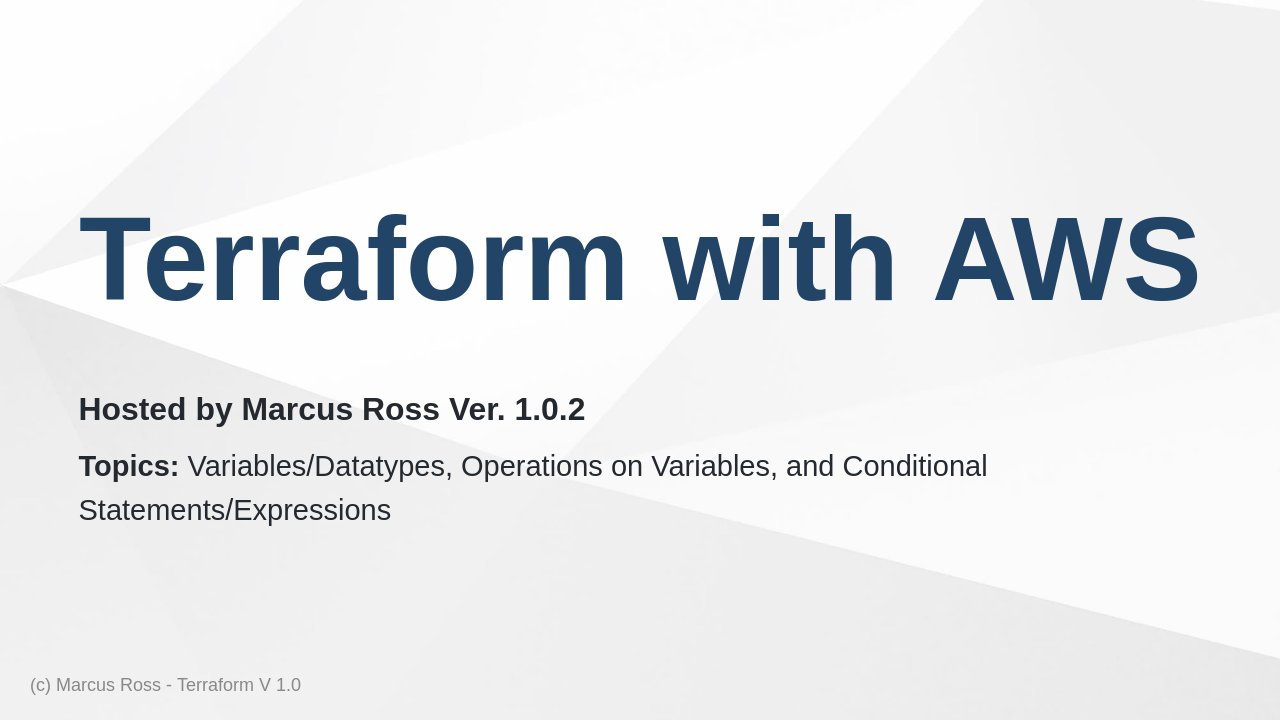 Terraform with AWS
Hosted by Marcus Ross Ver. 1.0.2
Topics: Variables/Datatypes, Operations on Variables, and Conditional
Statements/Expressions
(c) Marcus Ross - Terraform V 1.0